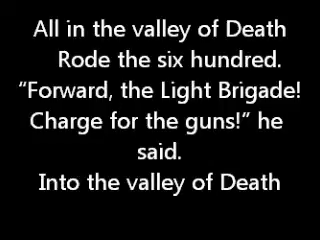 All in the valley of Death
Rode the six hundred.
“Forward, the Light Brigade!
Charge for the guns!” he
said.
Into the valley of Death